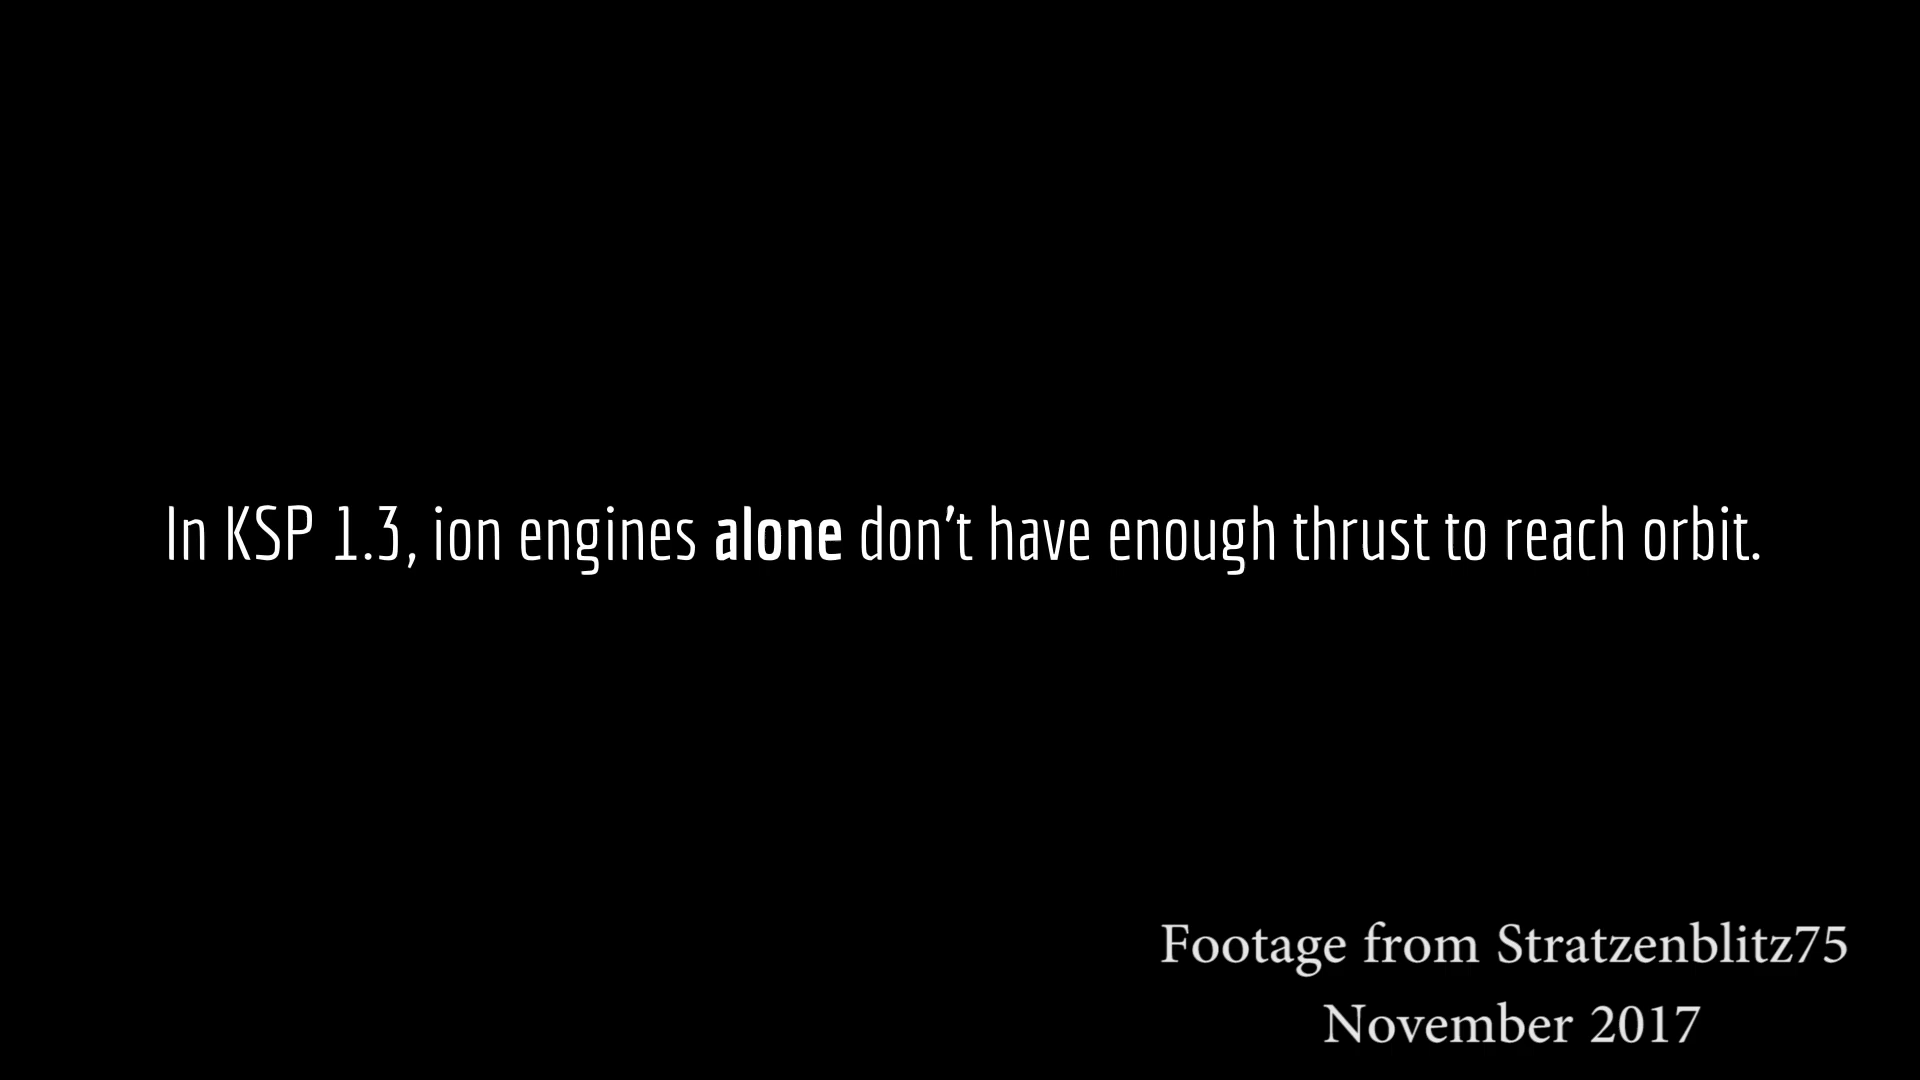 In KSP 1.3, ion engines alone don't have enough thrust to reach orbit.
Footage from Stratzenblitz75
November 2017